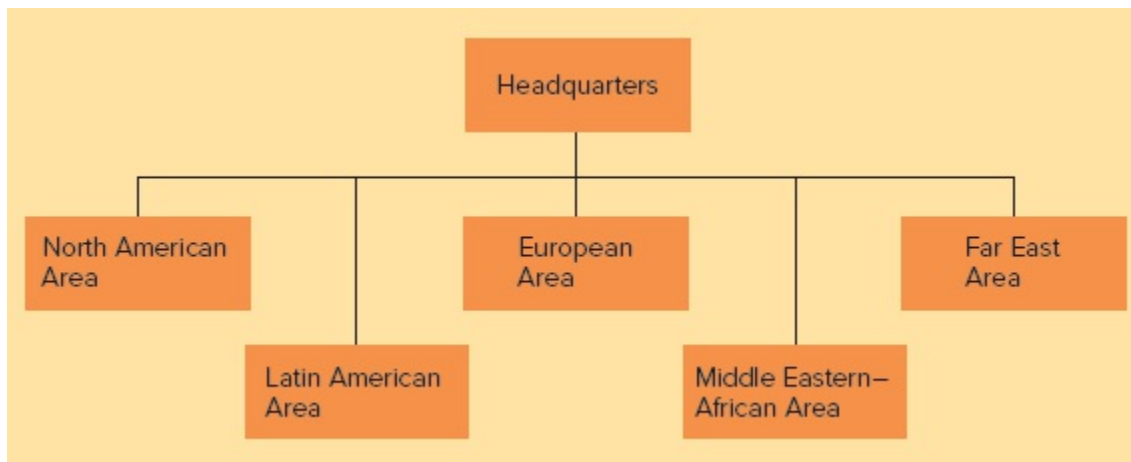 Headquarters
North American
Area
European
Area
Far East
Area
Latin American
Area
Middle Eastern–
African Area